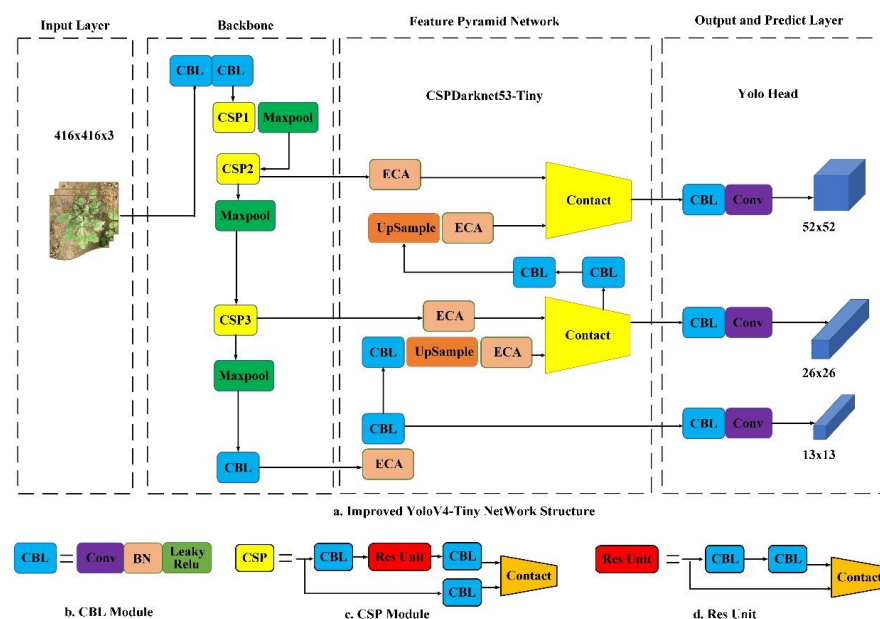 Input Layer
Backbone
Feature Pyramid Network
Output and Predict Layer
CBL CBL
CSPDarknet53-Tiny
Yolo Head
416x416x3
CSP1 Maxpool
CSP2
ECA
Contact
CBL Conv
52x52
Maxpool
UpSample ECA
CBL CBL
CSP3
ECA
Contact
CBL Conv
26x26
CBL UpSample ECA
Maxpool
CBL
CBL Conv
13x13
CBL
ECA
a. Improved YoloV4-Tiny NetWork Structure
CBL = Conv BN Leaky Relu
b. CBL Module
CSP = CBL Res Unit CBL
CBL
Contact
c. CSP Module
Res Unit = CBL CBL
Contact
d. Res Unit